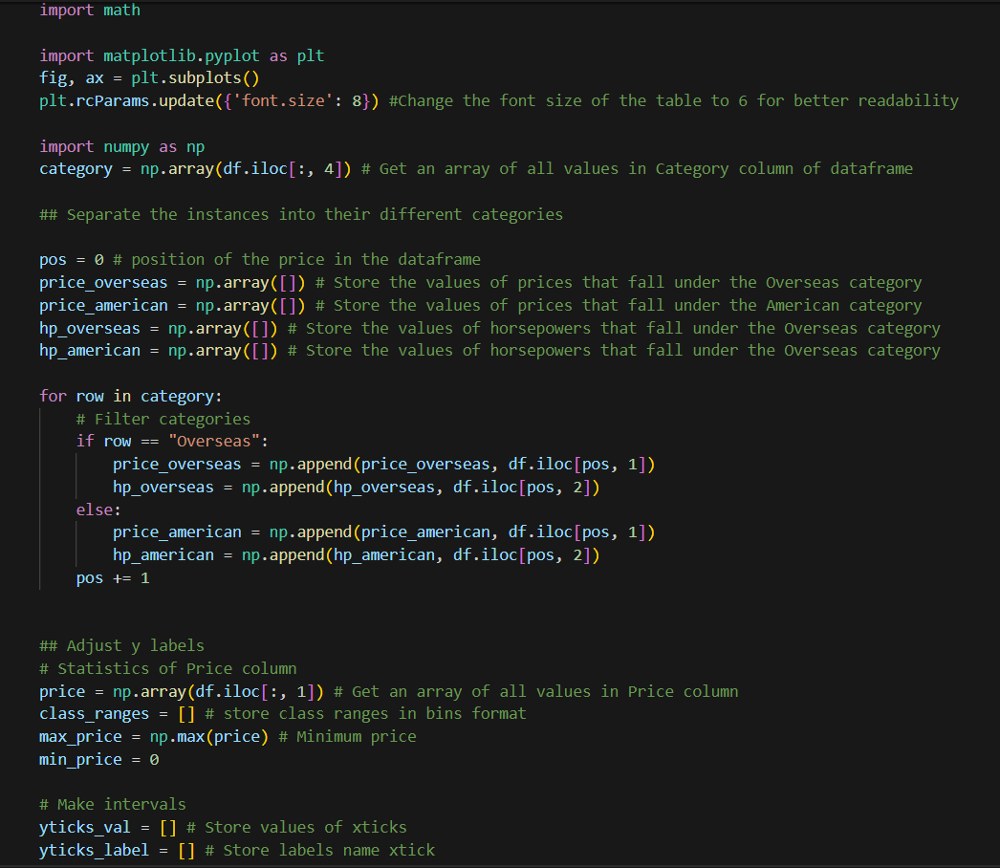 import math
import matplotlib.pyplot as plt
fig, ax = plt.subplots()
plt.rcParams.update({'font.size': 8}) #Change the font size of the table to 6 for better readability
import numpy as np
category = np.array(df.iloc[:, 4]) # Get an array of all values in Category column of dataframe
## Separate the instances into their different categories
pos = 0 # position of the price in the dataframe
price_overseas = np.array([]) # Store the values of prices that fall under the Overseas category
price_american = np.array([]) # Store the values of prices that fall under the American category
hp_overseas = np.array([]) # Store the values of horsepowers that fall under the Overseas category
hp_american = np.array([]) # Store the values of horsepowers that fall under the Overseas category
for row in category:
    # Filter categories
    if row == "Overseas":
        price_overseas = np.append(price_overseas, df.iloc[pos, 1])
        hp_overseas = np.append(hp_overseas, df.iloc[pos, 2])
    else:
        price_american = np.append(price_american, df.iloc[pos, 1])
        hp_american = np.append(hp_american, df.iloc[pos, 2])
    pos += 1
## Adjust y labels
# Statistics of Price column
price = np.array(df.iloc[:, 1]) # Get an array of all values in Price column
class_ranges = [] # store class ranges in bins format
max_price = np.max(price) # Minimum price
min_price = 0
# Make intervals
yticks_val = [] # Store values of xticks
yticks_label = [] # Store labels name xtick